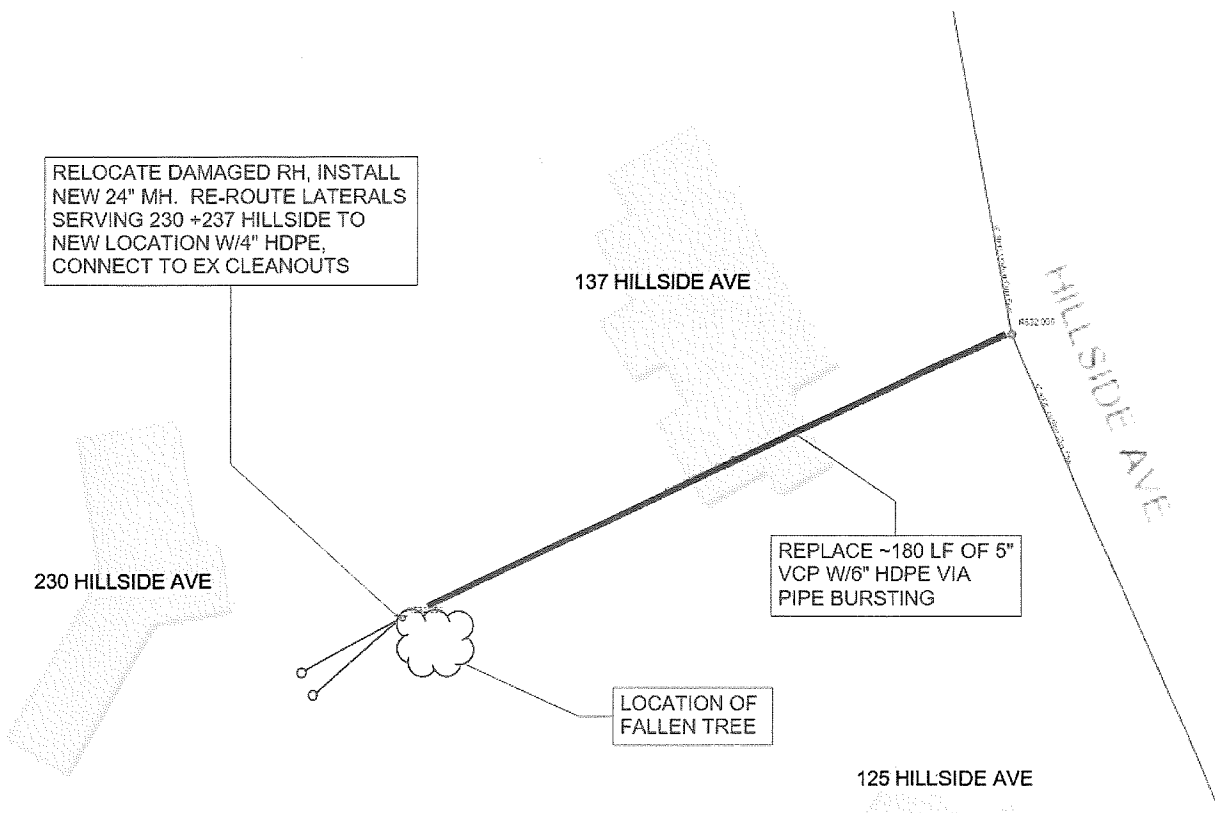 RELOCATE DAMAGED RH, INSTALL
NEW 24" MH. RE-ROUTE LATERALS
SERVING 230 +237 HILLSIDE TO
NEW LOCATION W/4" HDPE,
CONNECT TO EX CLEANOUTS
137 HILLSIDE AVE
HILLSIDE AVE
230 HILLSIDE AVE
REPLACE ~180 LF OF 5"
VCP W/6" HDPE VIA
PIPE BURSTING
LOCATION OF
FALLEN TREE
125 HILLSIDE AVE